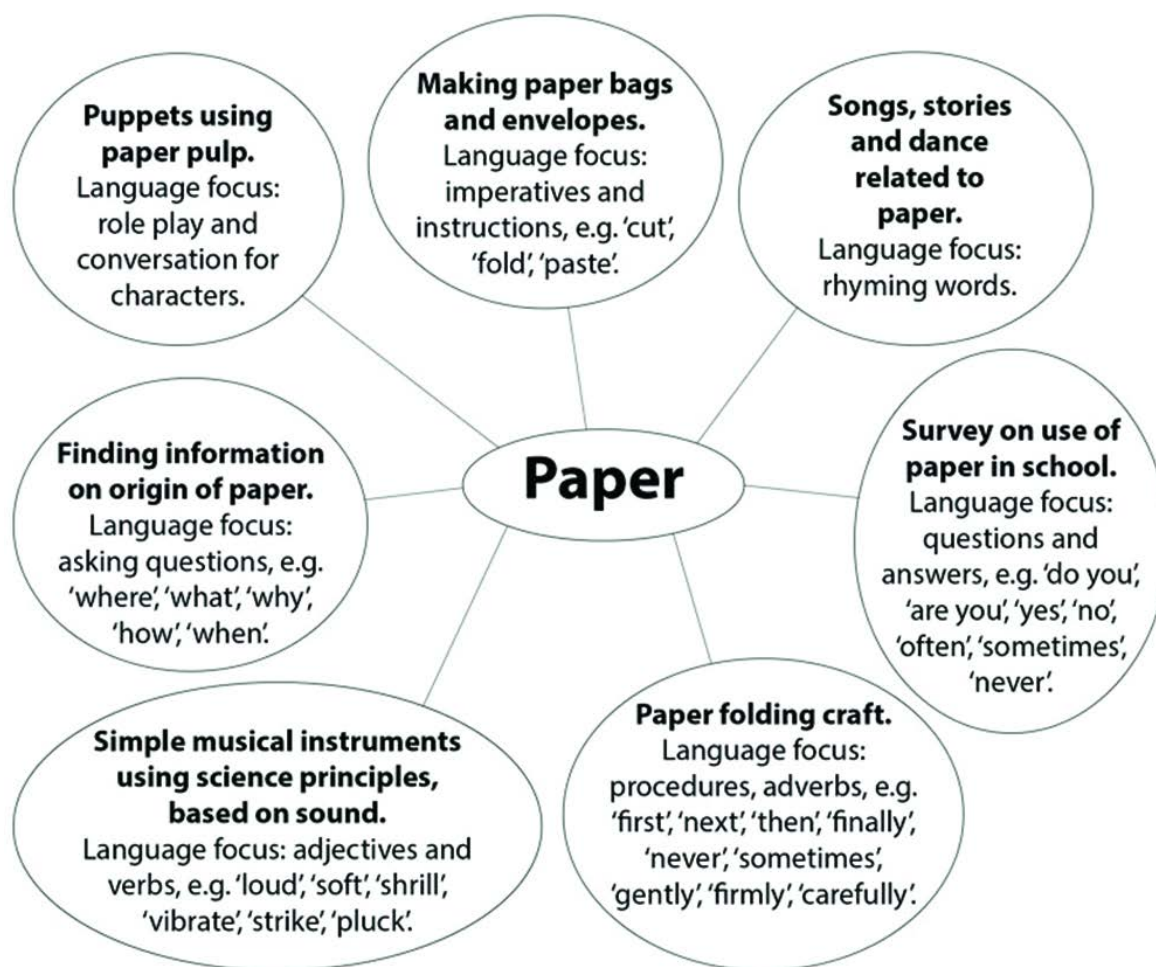 Puppets using
paper pulp.
Language focus:
role play and
conversation for
characters.
Making paper bags
and envelopes.
Language focus:
imperatives and
instructions, e.g. ‘cut’,
‘fold’, ‘paste’.
Songs, stories
and dance
related to
paper.
Language focus:
rhyming words.
Finding information
on origin of paper.
Language focus:
asking questions, e.g.
‘where’, ‘what’, ‘why’,
‘how’, ‘when’.
Paper
Survey on use of
paper in school.
Language focus:
questions and
answers, e.g. ‘do you’,
‘are you’, ‘yes’, ‘no’,
‘often’, ‘sometimes’,
‘never’.
Simple musical instruments
using science principles,
based on sound.
Language focus: adjectives and
verbs, e.g. ‘loud’, ‘soft’, ‘shrill’,
‘vibrate’, ‘strike’, ‘pluck’.
Paper folding craft.
Language focus:
procedures, adverbs, e.g.
‘first’, ‘next’, ‘then’, ‘finally’,
‘never’, ‘sometimes’,
‘gently’, ‘firmly’, ‘carefully’.